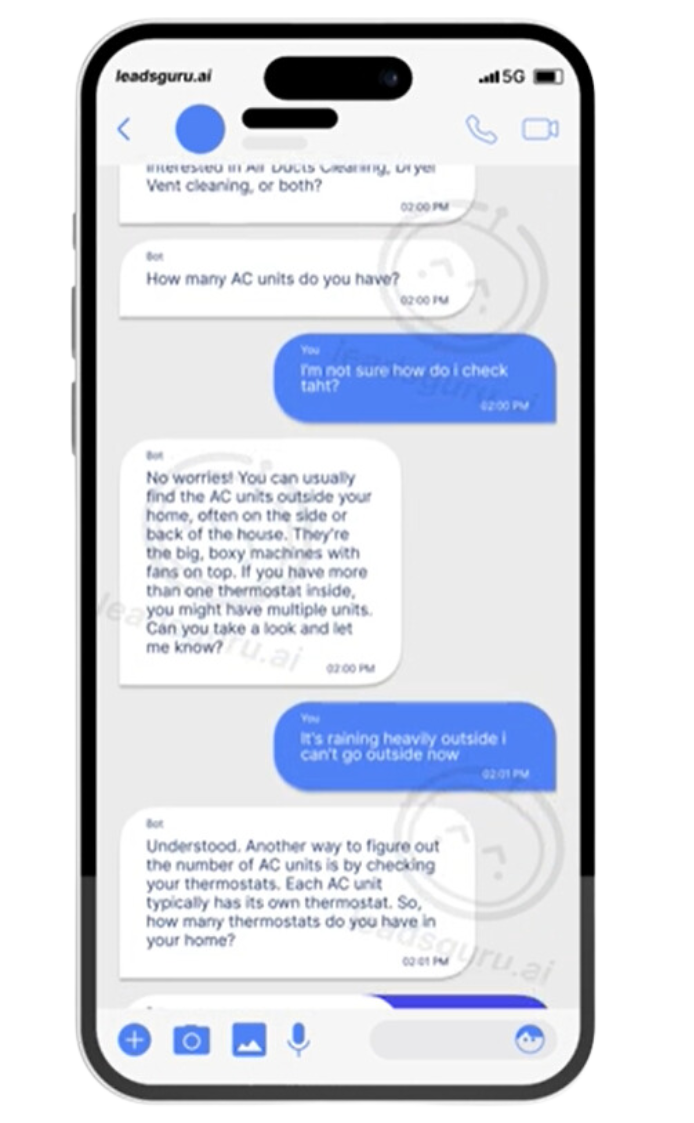 leadsguru.ai
5G
Interested in Air Ducts Cleaning, Dryer
Vent cleaning, or both?
02:00 PM
Bot
How many AC units do you have?
02:00 PM
You
I'm not sure how do i check
taht?
02:00 PM
Bot
No worries! You can usually
find the AC units outside your
home, often on the side or
back of the house. They're
the big, boxy machines with
fans on top. If you have more
than one thermostat inside,
you might have multiple units.
Can you take a look and let
me know?
02:00 PM
You
It's raining heavily outside i
can't go outside now
02:01 PM
Bot
Understood. Another way to figure out
the number of AC units is by checking
your thermostats. Each AC unit
typically has its own thermostat. So,
how many thermostats do you have in
your home?
02:01 PM
leadsguru.ai
leadsguru.ai
leadsguru.ai